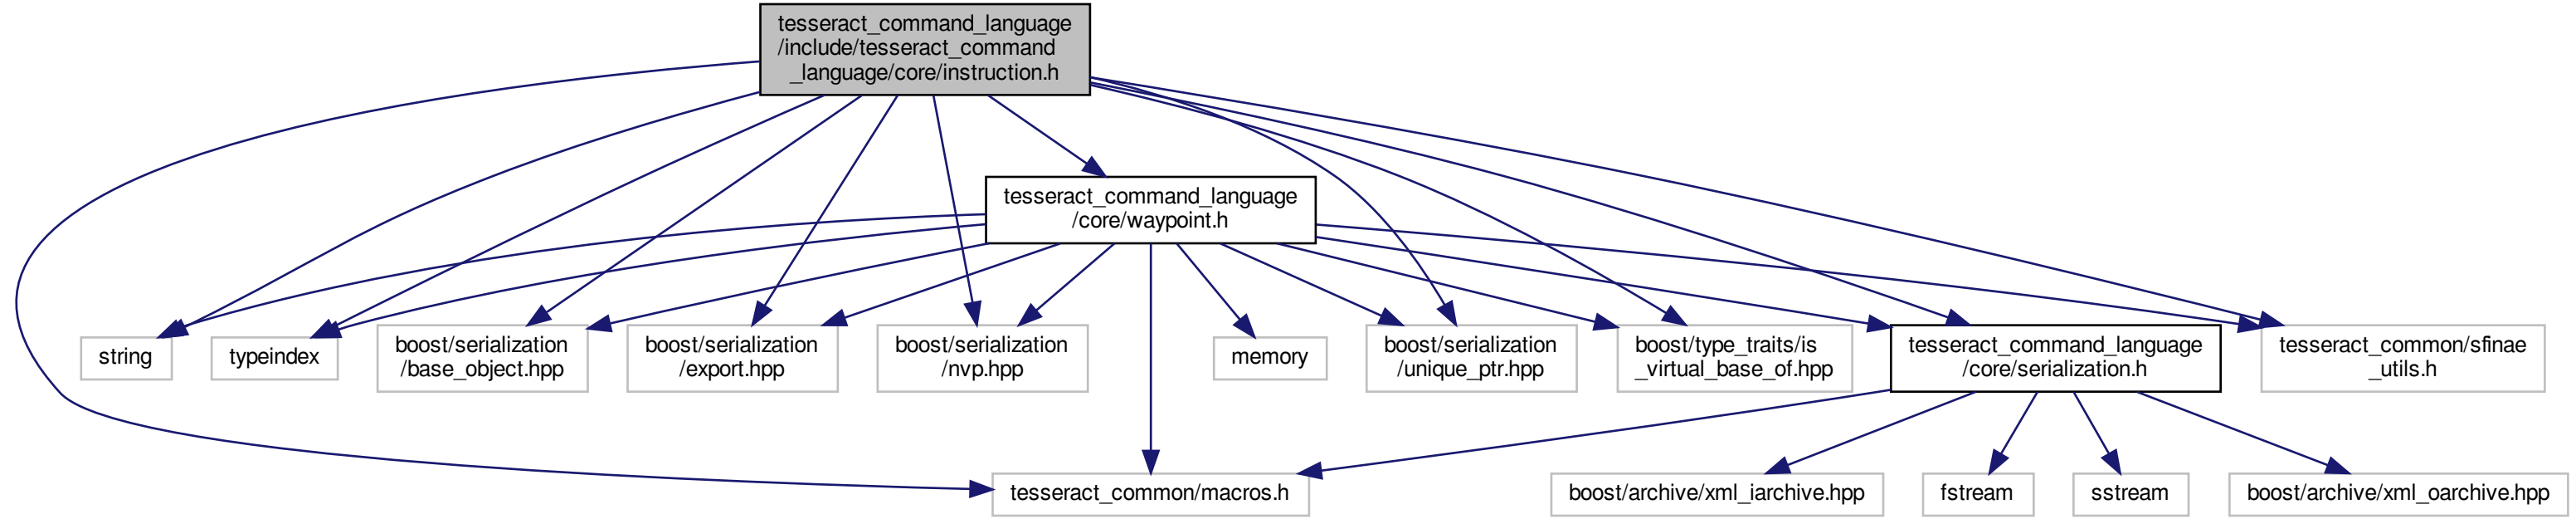 tesseract_command_language
/include/tesseract_command
_language/core/instruction.h
tesseract_command_language
/core/waypoint.h
string
typeindex
boost/serialization
/base_object.hpp
boost/serialization
/export.hpp
boost/serialization
/nvp.hpp
memory
boost/serialization
/unique_ptr.hpp
boost/type_traits/is
_virtual_base_of.hpp
tesseract_command_language
/core/serialization.h
tesseract_common/sfinae
_utils.h
tesseract_common/macros.h
boost/archive/xml_iarchive.hpp
fstream
sstream
boost/archive/xml_oarchive.hpp